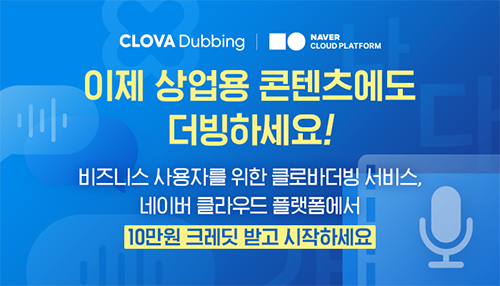 CLOVA Dubbing | NAVER CLOUD PLATFORM
이제 상업용 콘텐츠에도
더빙하세요!
비즈니스 사용자를 위한 클로바더빙 서비스,
네이버 클라우드 플랫폼에서
10만원 크레딧 받고 시작하세요